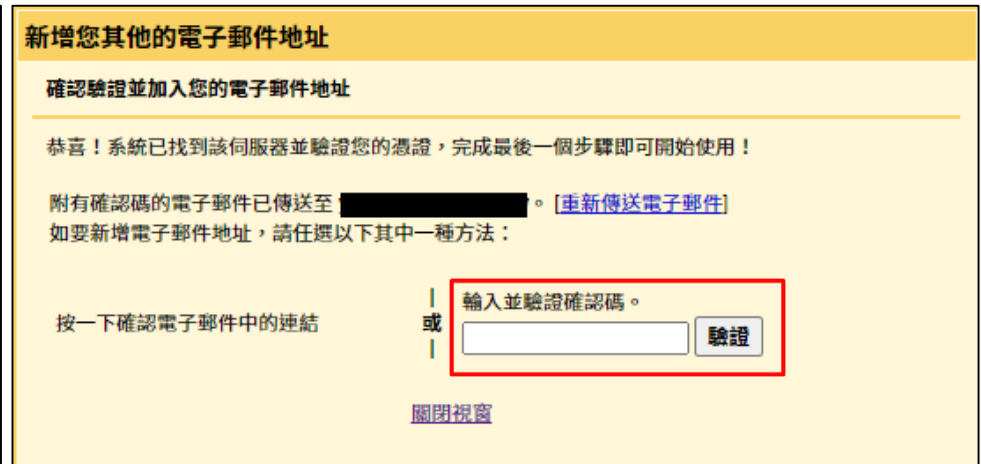 新增您其他的電子郵件地址
確認驗證並加入您的電子郵件地址
恭喜！系統已找到該伺服器並驗證您的憑證，完成最後一個步驟即可開始使用！
附有確認碼的電子郵件已傳送至 。 [重新傳送電子郵件]
如要新增電子郵件地址，請任選以下其中一種方法：
按一下確認電子郵件中的連結
|
或
|
輸入並驗證確認碼。
驗證
關閉視窗